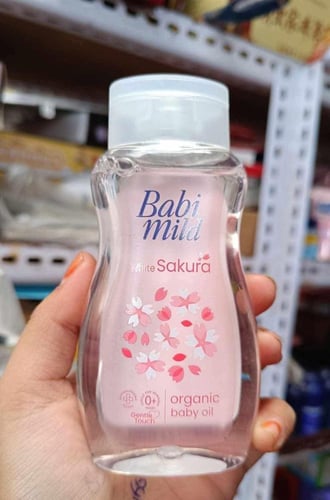 Babi
mild
White Sakura
0+
Gentle
Touch
organic
baby oil